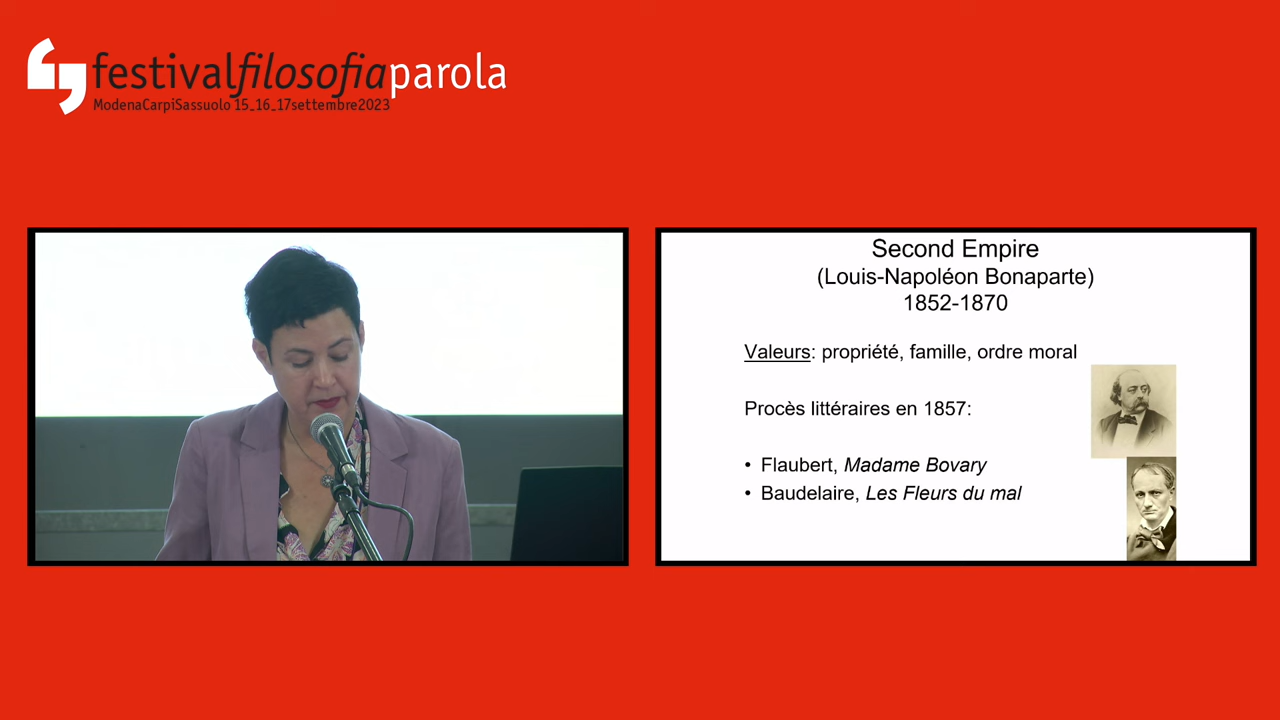 festivalfilosofiaparola
ModenaCarpiSassuolo 15_16_17settembre2023
Second Empire
(Louis-Napoléon Bonaparte)
1852-1870
Valeurs: propriété, famille, ordre moral
Procès littéraires en 1857:
• Flaubert, Madame Bovary
• Baudelaire, Les Fleurs du mal